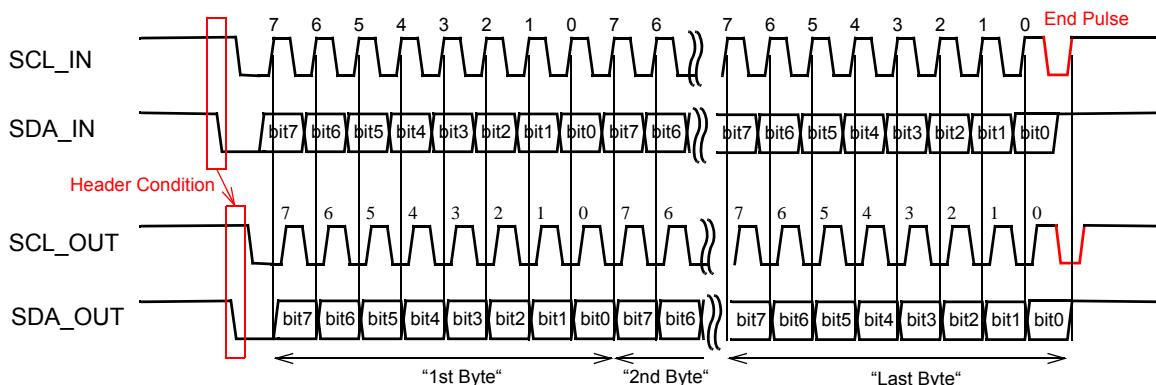 7 6 5 4 3 2 1 0 7 6 7 6 5 4 3 2 1 0 End Pulse
SCL_IN
SDA_IN bit7 bit6 bit5 bit4 bit3 bit2 bit1 bit0 bit7 bit6 bit7 bit6 bit5 bit4 bit3 bit2 bit1 bit0
Header Condition
7 6 5 4 3 2 1 0 7 6 7 6 5 4 3 2 1 0
SCL_OUT
SDA_OUT bit7 bit6 bit5 bit4 bit3 bit2 bit1 bit0 bit7 bit6 bit7 bit6 bit5 bit4 bit3 bit2 bit1 bit0
“1st Byte“ “2nd Byte“ “Last Byte“